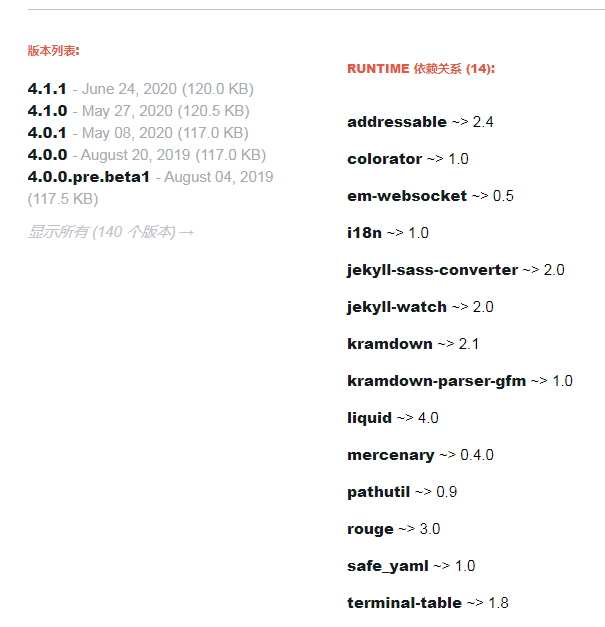 版本列表:
4.1.1 - June 24, 2020 (120.0 KB)
4.1.0 - May 27, 2020 (120.5 KB)
4.0.1 - May 08, 2020 (117.0 KB)
4.0.0 - August 20, 2019 (117.0 KB)
4.0.0.pre.beta1 - August 04, 2019
(117.5 KB)
显示所有 (140 个版本) →
RUNTIME 依赖关系 (14):
addressable ~> 2.4
colorator ~> 1.0
em-websocket ~> 0.5
i18n ~> 1.0
jekyll-sass-converter ~> 2.0
jekyll-watch ~> 2.0
kramdown ~> 2.1
kramdown-parser-gfm ~> 1.0
liquid ~> 4.0
mercenary ~> 0.4.0
pathutil ~> 0.9
rouge ~> 3.0
safe_yaml ~> 1.0
terminal-table ~> 1.8